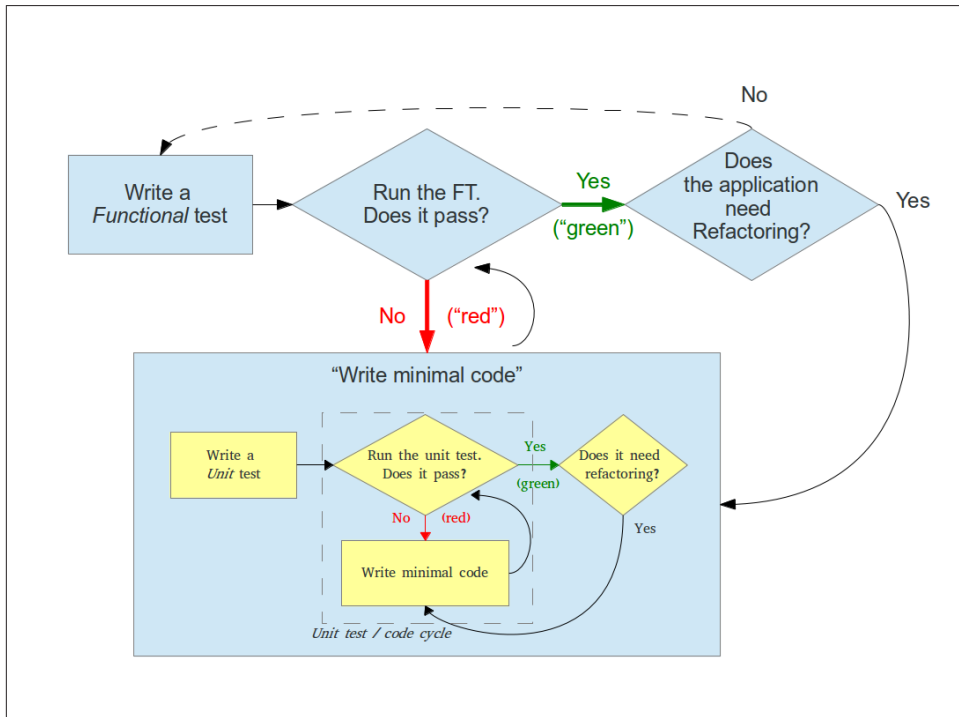 No
Write a
Functional test
Run the FT.
Does it pass?
Yes
(“green”)
Does
the application
need
Refactoring?
Yes
No
(“red”)
“Write minimal code”
Write a
Unit test
Run the unit test.
Does it pass?
Yes
(green)
Does it need
refactoring?
No
(red)
Yes
Write minimal code
Unit test / code cycle